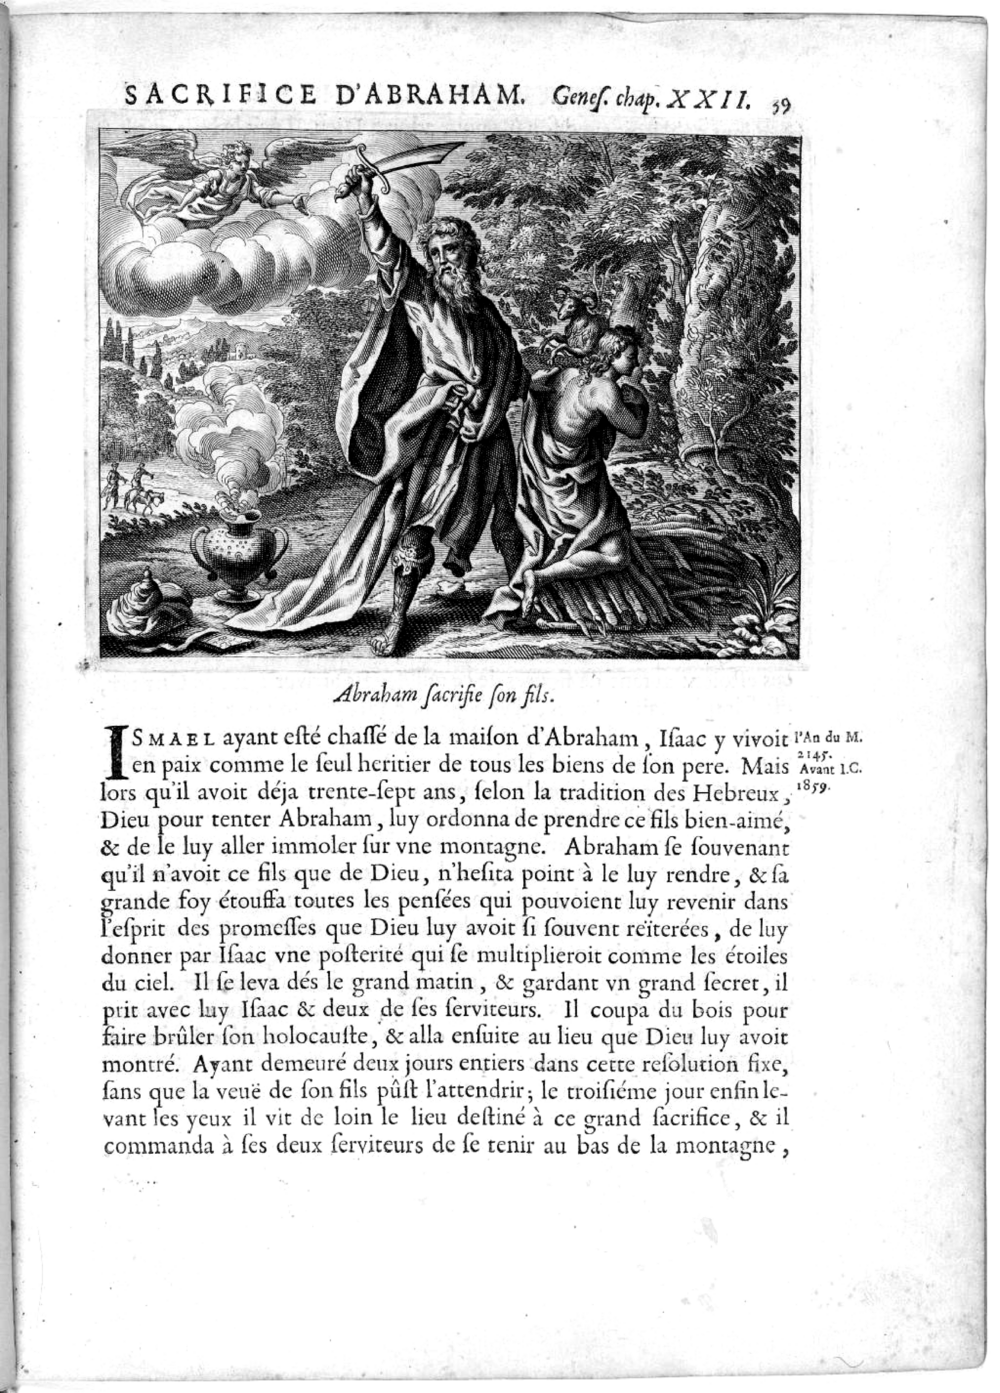 SACRIFICE D'ABRAHAM. Geneſ. chap. XXII. 59
Abraham ſacrifie ſon fils.
ISMAEL ayant eſté chaſſé de la maiſon d'Abraham, Iſaac y vivoit
en paix comme le ſeul heritier de tous les biens de ſon pere. Mais
lors qu'il avoit déja trente-ſept ans, ſelon la tradition des Hebreux,
Dieu pour tenter Abraham, luy ordonna de prendre ce fils bien-aimé,
& de le luy aller immoler ſur vne montagne. Abraham ſe ſouvenant
qu'il n'avoit ce fils que de Dieu, n'heſita point à le luy rendre, & ſa
grande foy étouffa toutes les penſées qui pouvoient luy revenir dans
l'eſprit des promeſſes que Dieu luy avoit ſi ſouvent reïterées, de luy
donner par Iſaac vne poſterité qui ſe multiplieroit comme les étoiles
du ciel. Il ſe leva dés le grand matin, & gardant vn grand ſecret, il
prit avec luy Iſaac & deux de ſes ſerviteurs. Il coupa du bois pour
faire brûler ſon holocauſte, & alla enſuite au lieu que Dieu luy avoit
montré. Ayant demeuré deux jours entiers dans cette reſolution fixe,
ſans que la veuë de ſon fils pûſt l'attendrir; le troiſiéme jour enfin le-
vant les yeux il vit de loin le lieu deſtiné à ce grand ſacrifice, & il
commanda à ſes deux ſerviteurs de ſe tenir au bas de la montagne,
l'An du M.
2145.
Avant I.C.
1859.